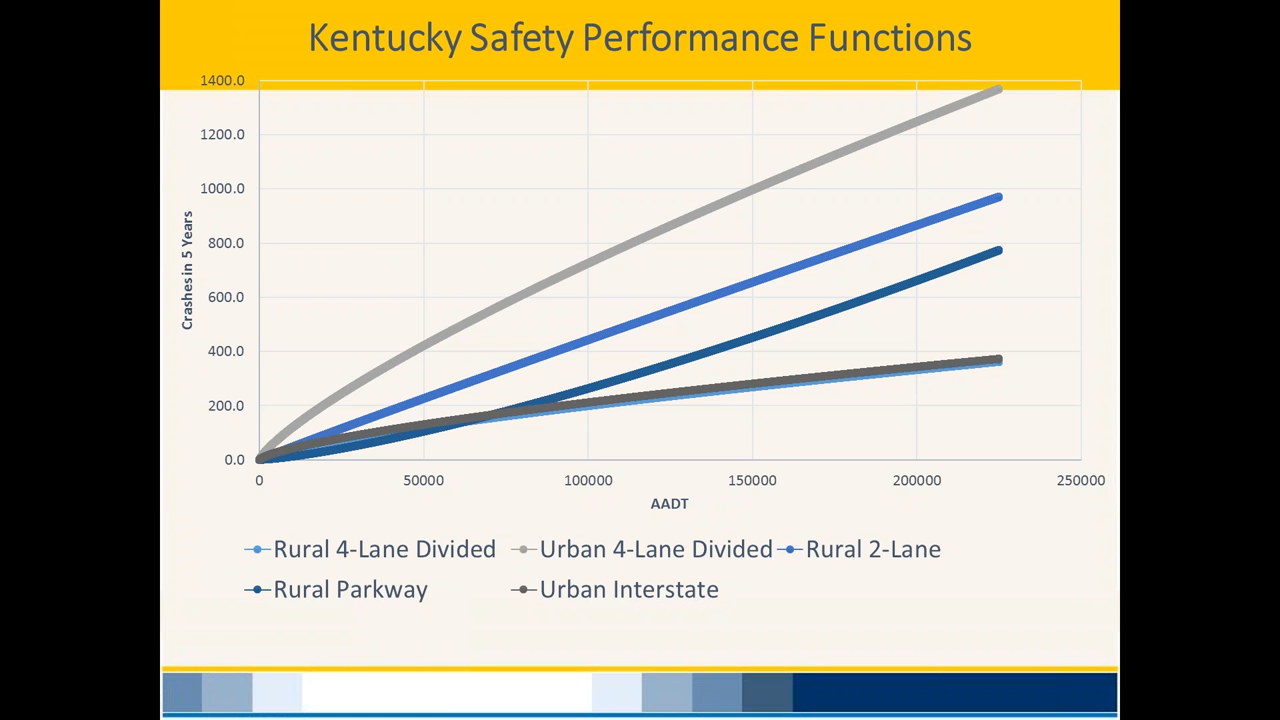 Kentucky Safety Performance Functions
1400.0
1200.0
1000.0
800.0
600.0
400.0
200.0
0.0
Crashes in 5 Years
0 50000 100000 150000 200000 250000
AADT
Rural 4-Lane Divided Urban 4-Lane Divided Rural 2-Lane
Rural Parkway Urban Interstate